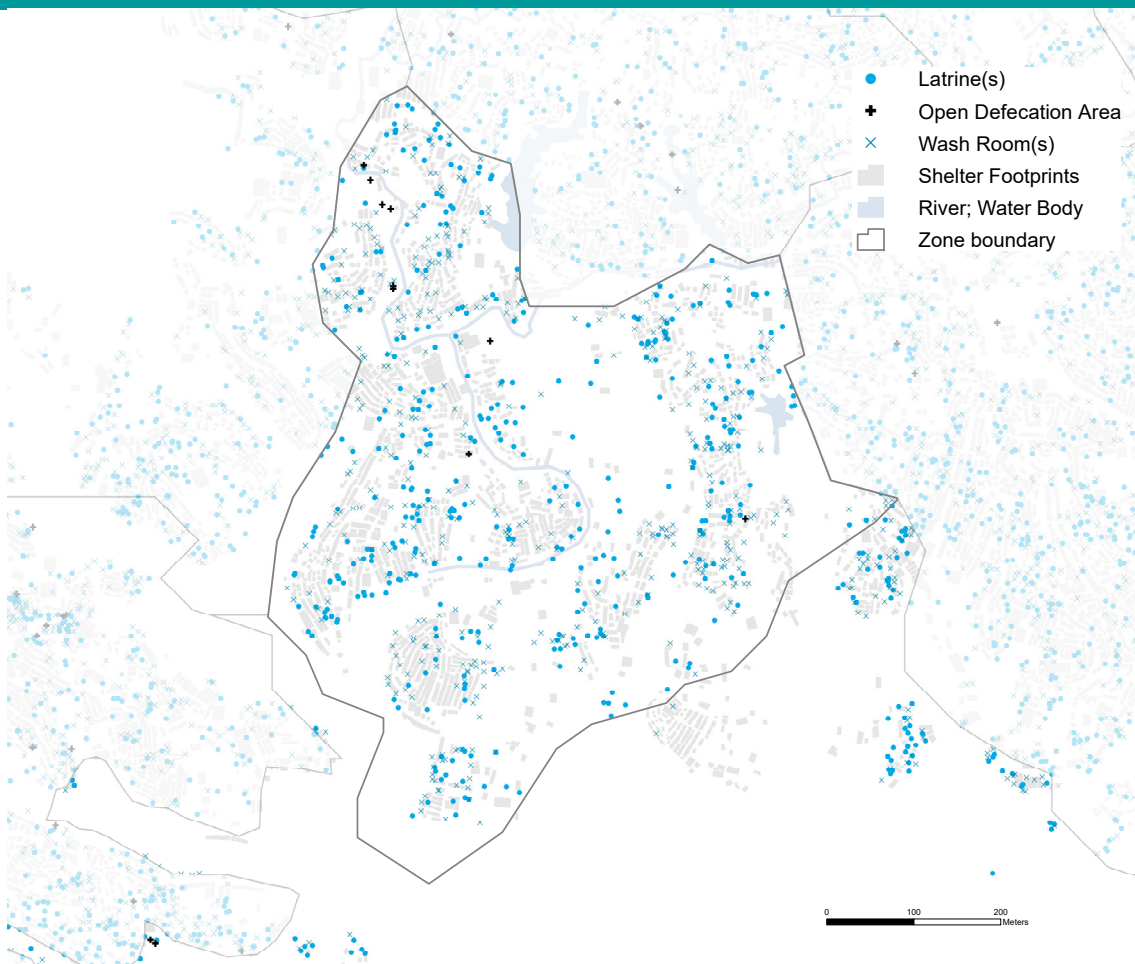 Latrine(s)
Open Defecation Area
Wash Room(s)
Shelter Footprints
River; Water Body
Zone boundary
0 100 200
Meters